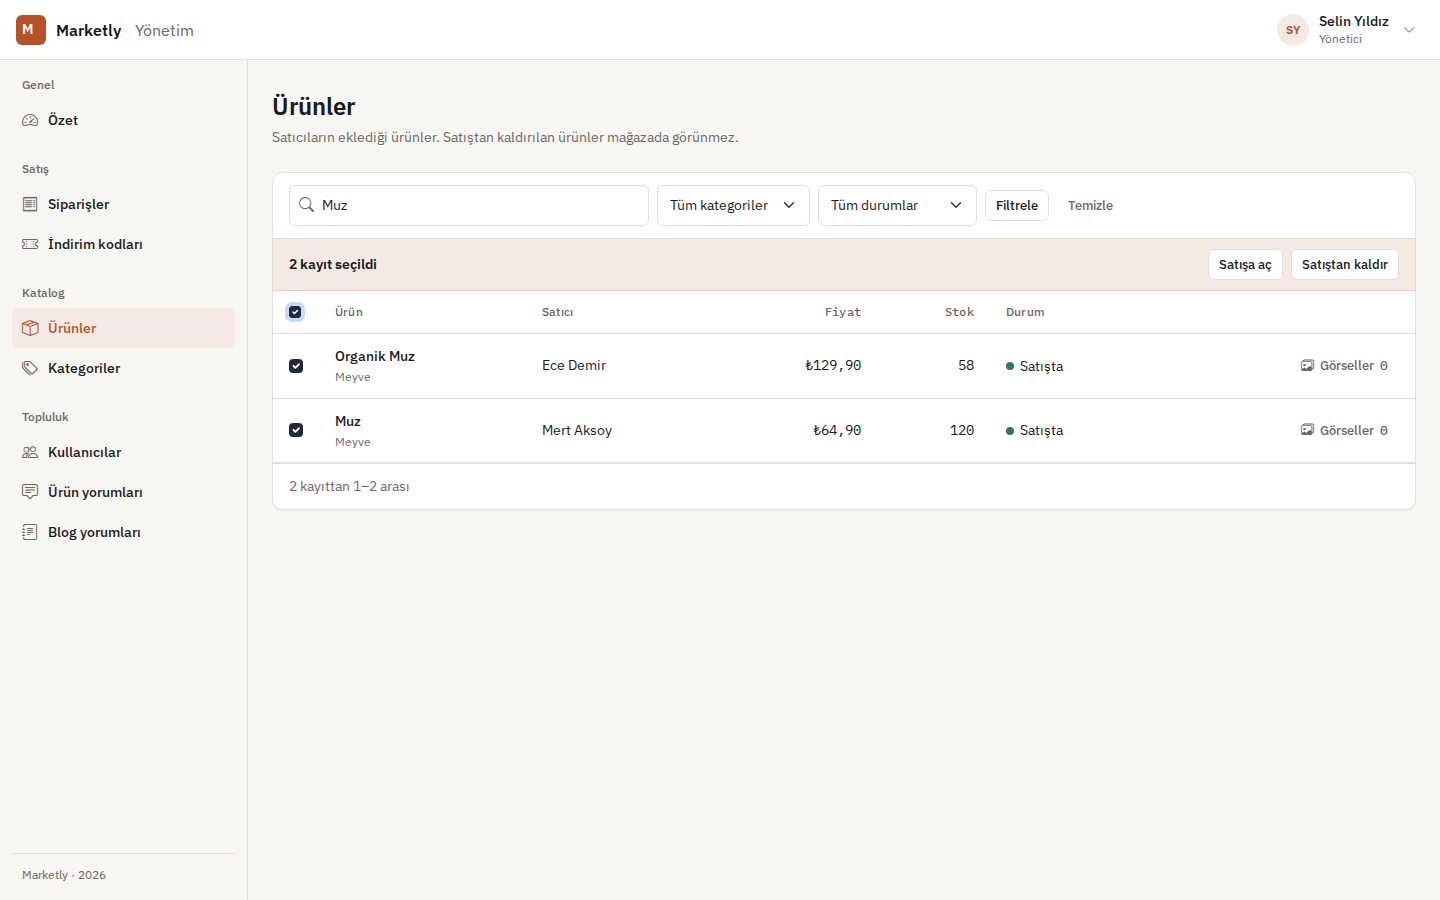 M Marketly Yönetim
SY Selin Yıldız
Yönetici
Genel
Özet
Satış
Siparişler
İndirim kodları
Katalog
Ürünler
Kategoriler
Topluluk
Kullanıcılar
Ürün yorumları
Blog yorumları
Marketly · 2026
Ürünler
Satıcıların eklediği ürünler. Satıştan kaldırılan ürünler mağazada görünmez.
Muz Tüm kategoriler Tüm durumlar Filtrele Temizle
2 kayıt seçildi Satışa aç Satıştan kaldır
Ürün Satıcı Fiyat Stok Durum
Organik Muz
Meyve
Ece Demir ₺129,90 58 Satışta Görseller 0
Muz
Meyve
Mert Aksoy ₺64,90 120 Satışta Görseller 0
2 kayıttan 1–2 arası